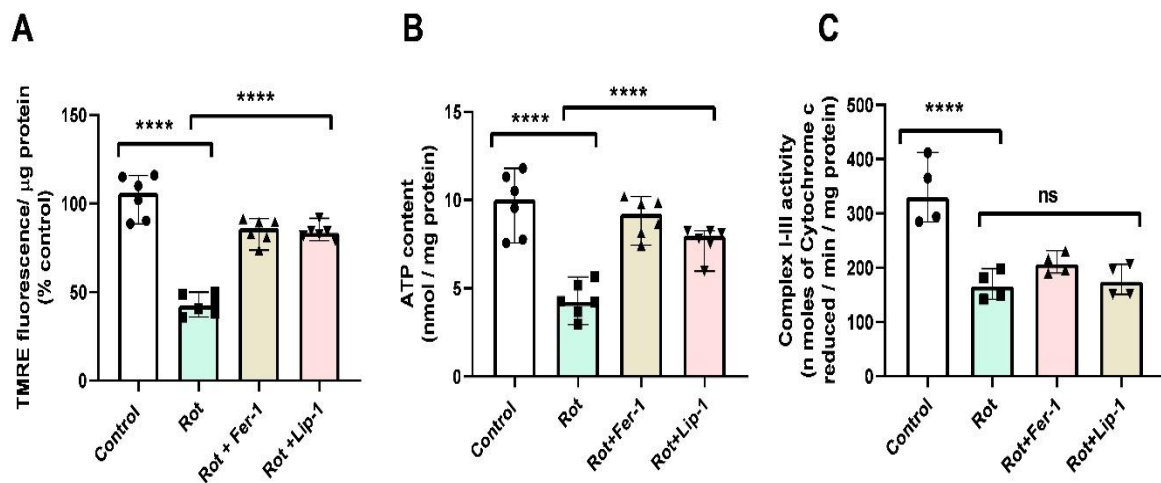 A
TMRE fluorescence/ μg protein
(% control)
150
100
50
0
****
****
Control
Rot
Rot + Fer-1
Rot +Lip-1
B
ATP content
(nmol / mg protein)
15
10
5
0
****
****
Control
Rot
Rot+Fer-1
Rot+Lip-1
C
Complex I-III activity
(n moles of Cytochrome c
reduced / min / mg protein)
500
400
300
200
100
0
****
ns
Control
Rot
Rot+Fer-1
Rot+Lip-1